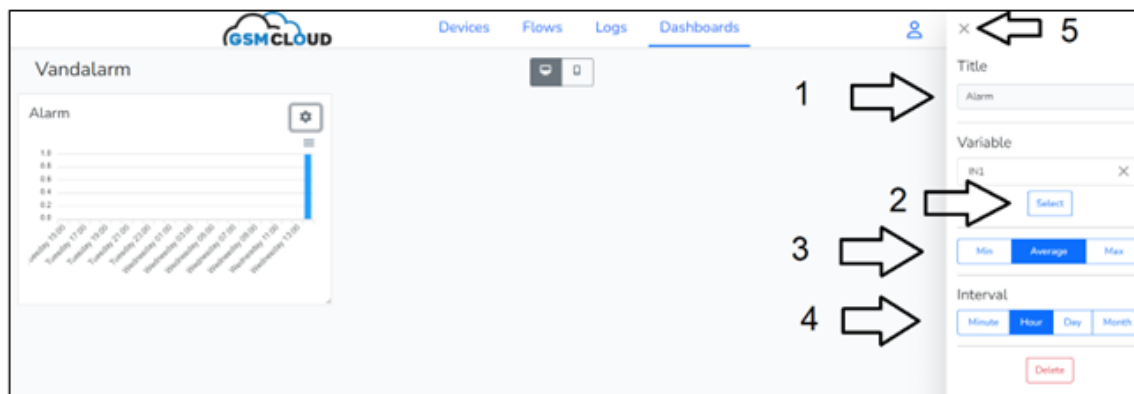 GSMCLOUD
Devices Flows Logs Dashboards
5
Vandalarm
Title
1
Alarm
Alarm
Variable
IN1
2
Select
1.0
0.8
0.6
0.4
0.2
0.0
Tuesday 15:00
Tuesday 17:00
Tuesday 19:00
Tuesday 21:00
Tuesday 23:00
Wednesday 01:00
Wednesday 03:00
Wednesday 05:00
Wednesday 07:00
Wednesday 09:00
Wednesday 11:00
Wednesday 13:00
3
Min Average Max
Interval
4
Minute Hour Day Month
Delete